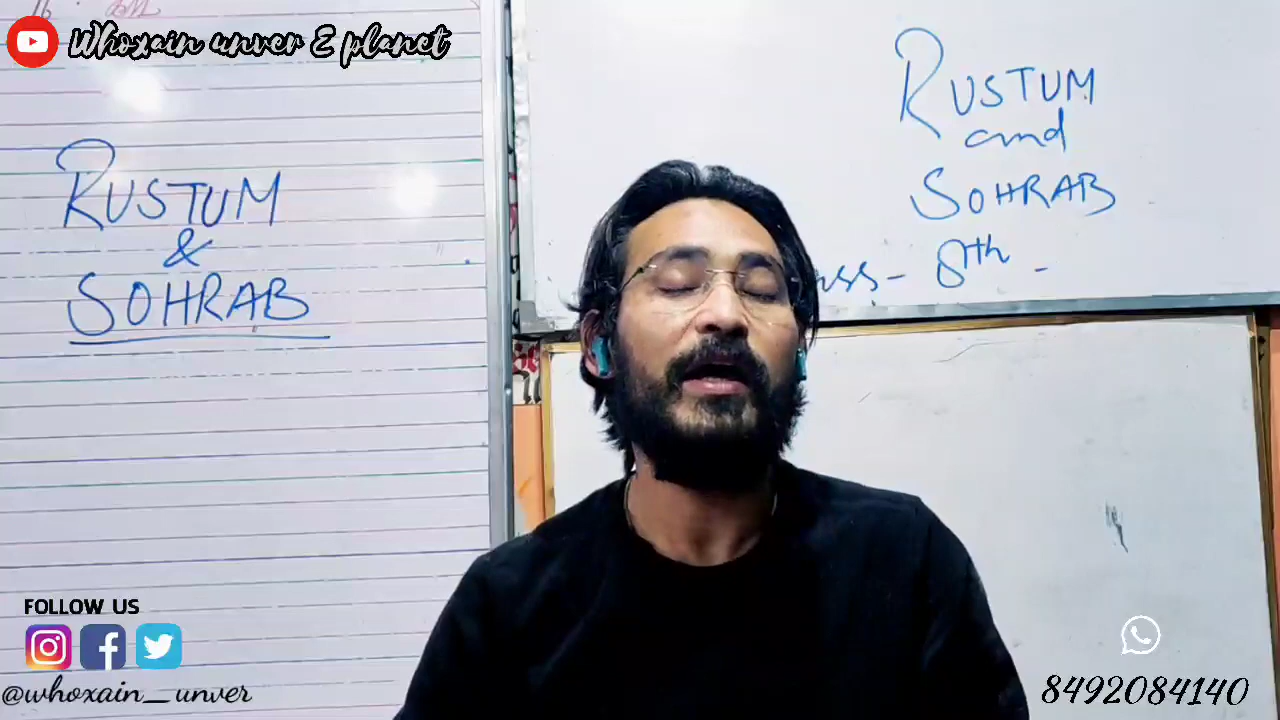 Whoxain unver E planet
RUSTUM
&
SOHRAB
RUSTUM
and
SOHRAB
8th
FOLLOW US
@whoxain_unver
8492084140